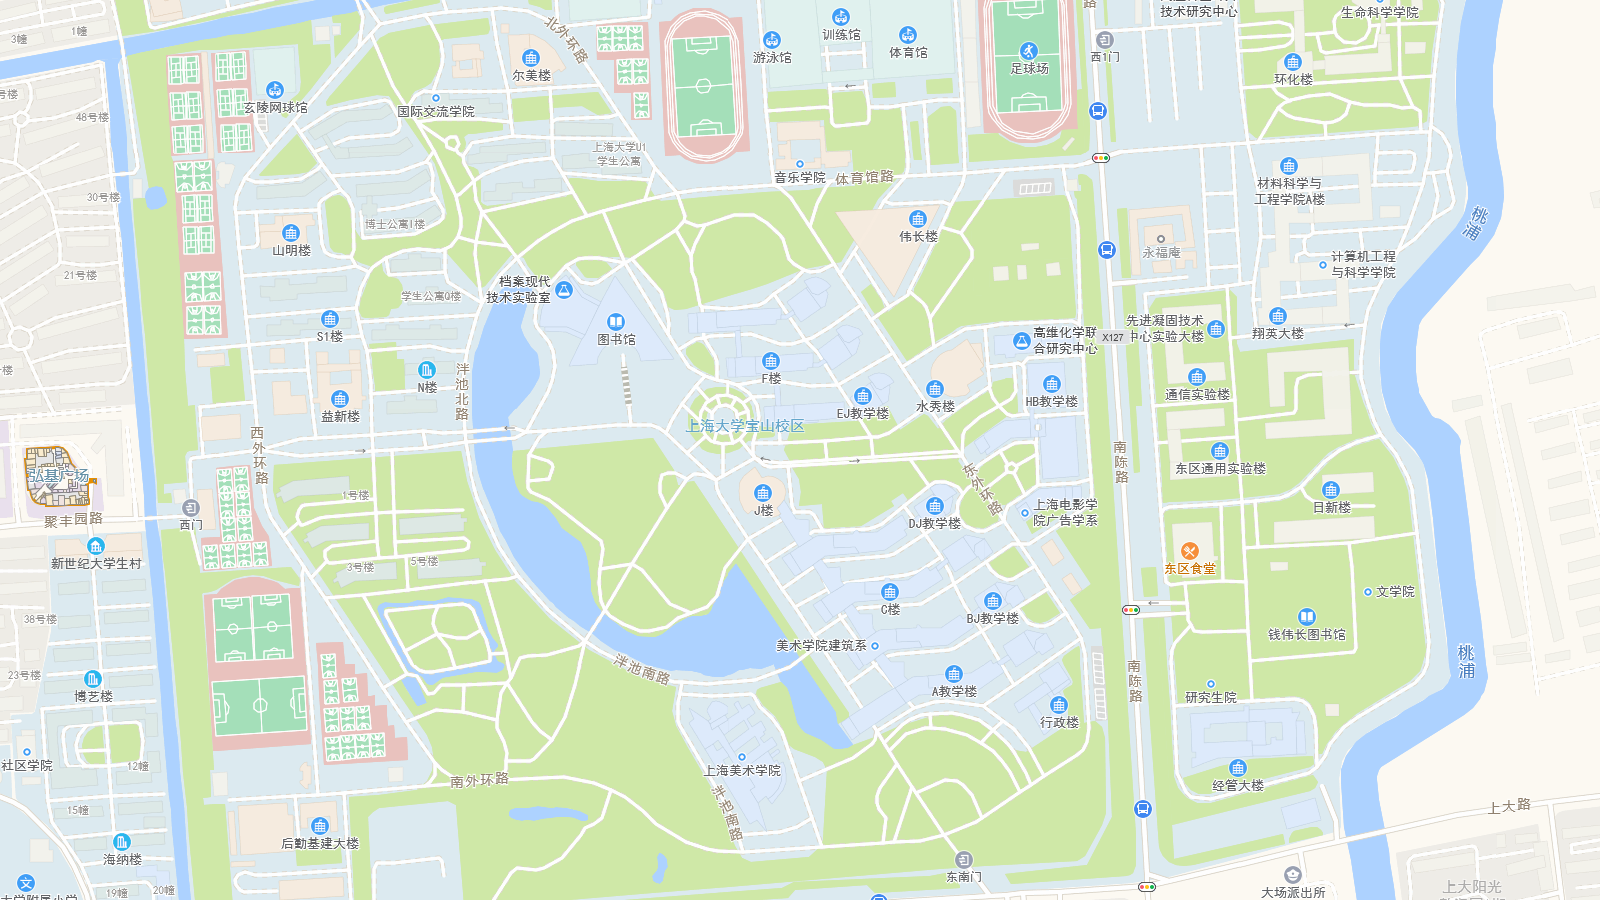 技术研究中心
生命科学学院
3幢
1幢
北外环路
训练馆
游泳馆
体育馆
足球场
西1门
尔美楼
环化楼
玄陵网球馆
国际交流学院
号楼
48号楼
上海大学U1
学生公寓
音乐学院
体育馆路
材料科学与
工程学院A楼
30号楼
博士公寓1楼
桃浦
伟长楼
山明楼
永福庵
计算机工程
与科学学院
21号楼
档案现代
技术实验室
学生公寓Q楼
S1楼
图书馆
高维化学联
合研究中心
X127
先进凝固技术
中心实验大楼
翔英大楼
号楼
N楼
F楼
泮池北路
益新楼
EJ教学楼
水秀楼
HB教学楼
通信实验楼
上海大学宝山校区
西外环路
南陈路
弘基广场
东外环路
东区通用实验楼
1号楼
J楼
日新楼
聚丰园路
西门
DJ教学楼
上海电影学
院广告学系
新世纪大学生村
3号楼
5号楼
东区食堂
文学院
38号楼
C楼
BJ教学楼
钱伟长图书馆
美术学院建筑系
泮池南路
23号楼
博艺楼
A教学楼
南陈路
桃浦
研究生院
行政楼
社区学院
12幢
上海美术学院
南外环路
经管大楼
15幢
泮池南路
上大路
后勤基建大楼
海纳楼
东南门
19幢
20幢
大场派出所
上大阳光